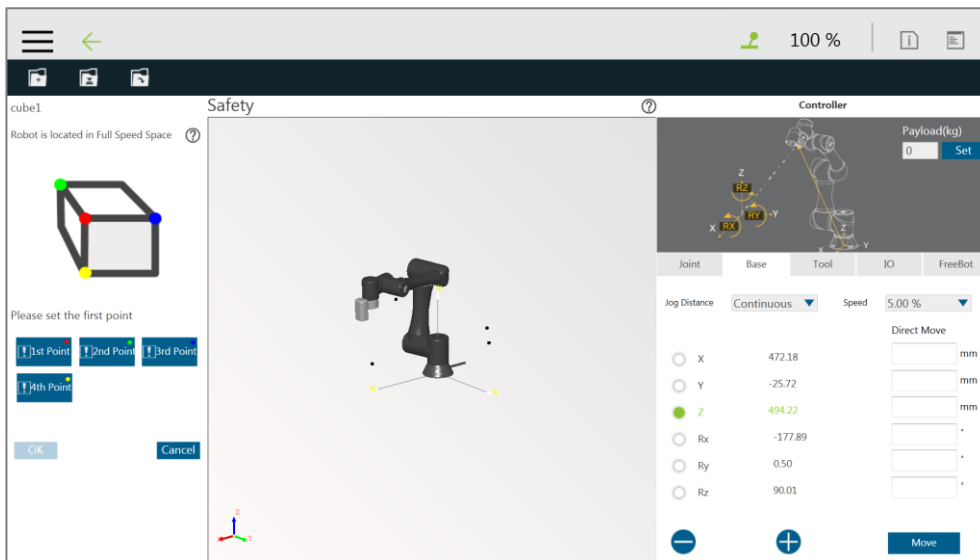 100 %
cube1
Safety
Controller
Robot is located in Full Speed Space
Payload(kg)
0 Set
Z
RZ
RY Y
X RX
Z
X Y
Joint Base Tool IO FreeBot
Jog Distance Continuous Speed 5.00 %
Direct Move
X 472.18 mm
Y -25.72 mm
Z 494.22 mm
Rx -177.89 °
Ry 0.50 °
Rz 90.01 °
Move
Please set the first point
1st Point 2nd Point 3rd Point
4th Point
OK Cancel